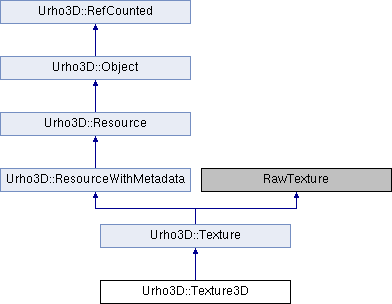 Urho3D::RefCounted
Urho3D::Object
Urho3D::Resource
Urho3D::ResourceWithMetadata
RawTexture
Urho3D::Texture
Urho3D::Texture3D